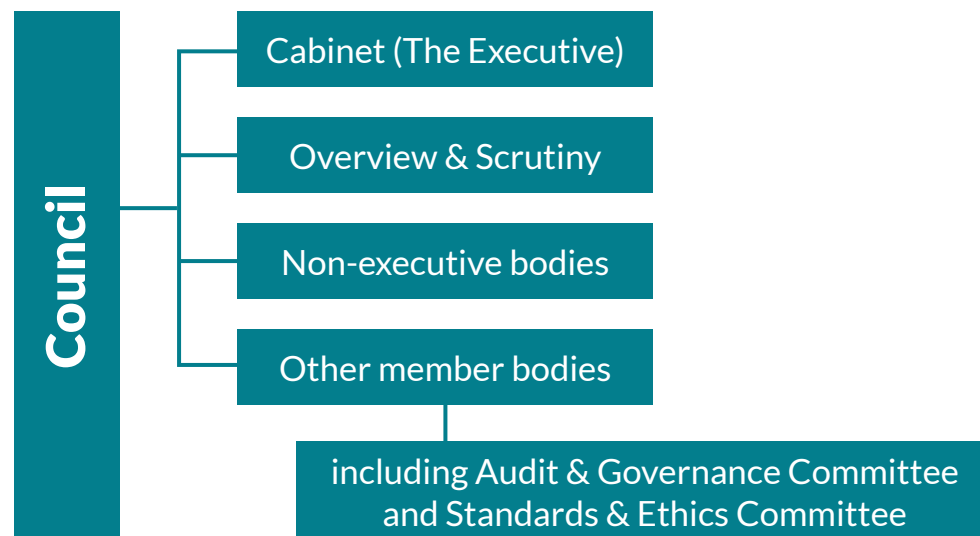 Council
Cabinet (The Executive)
Overview & Scrutiny
Non-executive bodies
Other member bodies
including Audit & Governance Committee
and Standards & Ethics Committee